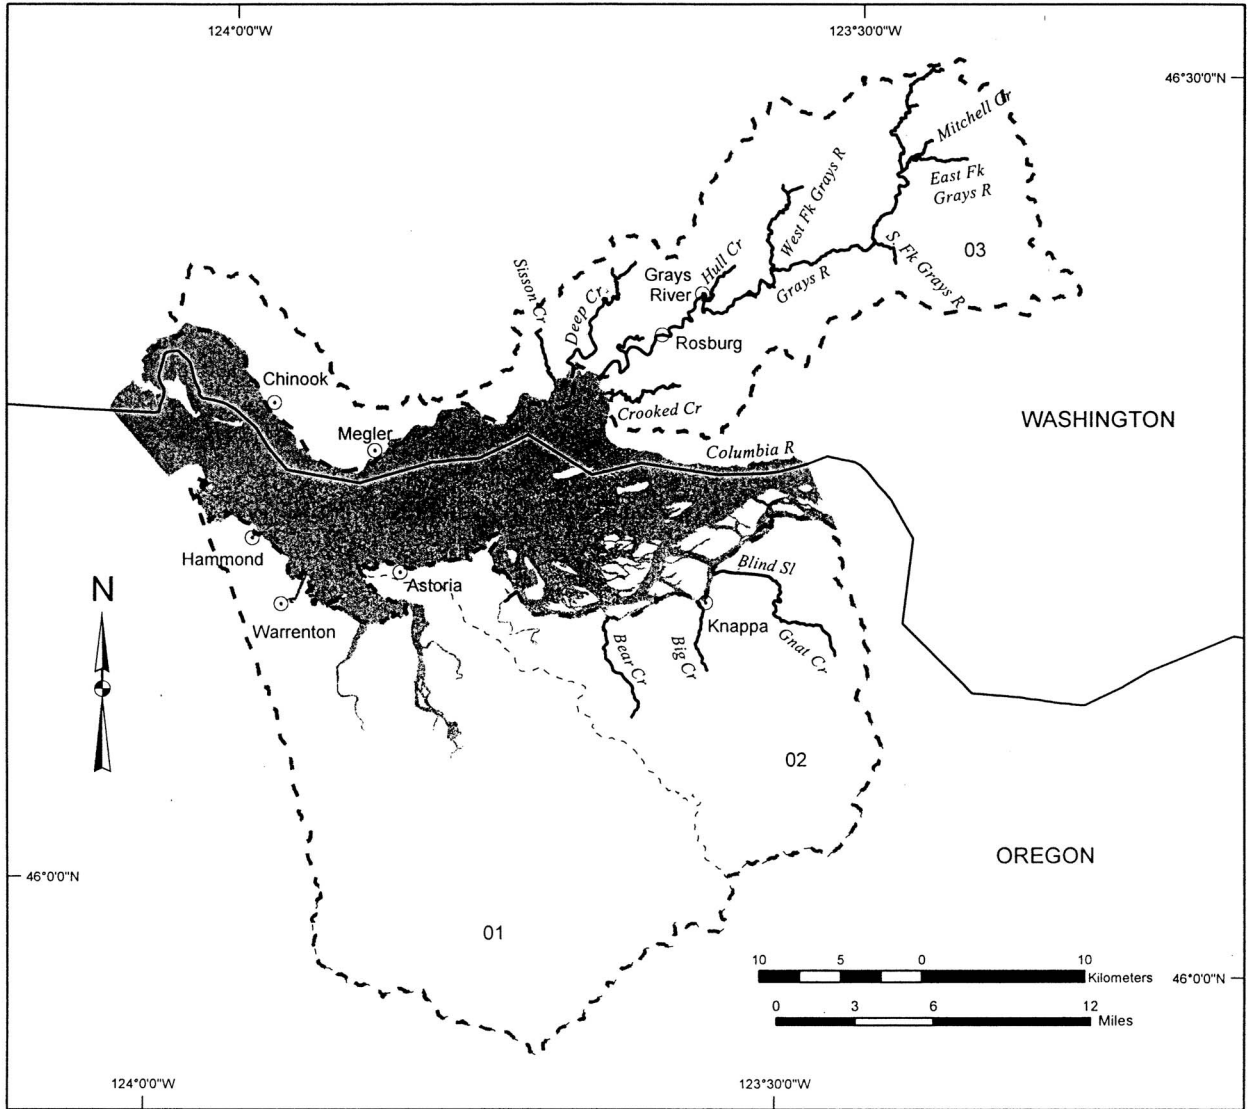 124°0'0"W
123°30'0"W
46°30'0"N
Mitchell Cr
East Fk
Grays R
West Fk Grays R
S. Fk Grays R
03
Hull Cr
Grays
River
Grays R
Sisson Cr
Deep Cr.
Rosburg
Chinook
Crooked Cr
WASHINGTON
Megler
Columbia R
Hammond
Astoria
Blind Sl
N
Warrenton
Knappa
Bear Cr
Big Cr
Gnat Cr
02
OREGON
46°0'0"N
01
10 5 0 10
Kilometers
46°0'0"N
0 3 6 12
Miles
124°0'0"W
123°30'0"W